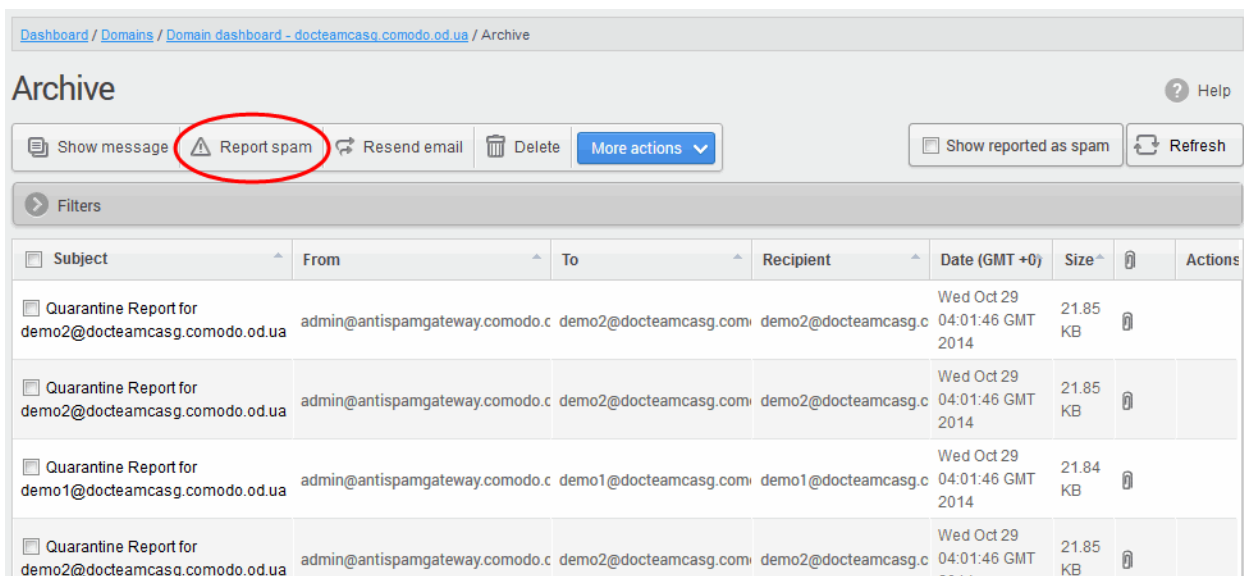 Dashboard / Domains / Domain dashboard - docteamcasg.comodo.od.ua / Archive
Archive
Help
Show message Report spam Resend email Delete More actions Show reported as spam Refresh
Filters
Subject From To Recipient Date (GMT +0) Size Actions
Quarantine Report for
demo2@docteamcasg.comodo.od.ua
admin@antispamgateway.comodo.c demo2@docteamcasg.com demo2@docteamcasg.c
Wed Oct 29
04:01:46 GMT
2014
21.85
KB
Quarantine Report for
demo2@docteamcasg.comodo.od.ua
admin@antispamgateway.comodo.c demo2@docteamcasg.com demo2@docteamcasg.c
Wed Oct 29
04:01:46 GMT
2014
21.85
KB
Quarantine Report for
demo1@docteamcasg.comodo.od.ua
admin@antispamgateway.comodo.c demo1@docteamcasg.com demo1@docteamcasg.c
Wed Oct 29
04:01:46 GMT
2014
21.84
KB
Quarantine Report for
demo2@docteamcasg.comodo.od.ua
admin@antispamgateway.comodo.c demo2@docteamcasg.com demo2@docteamcasg.c
Wed Oct 29
04:01:46 GMT
21.85
KB